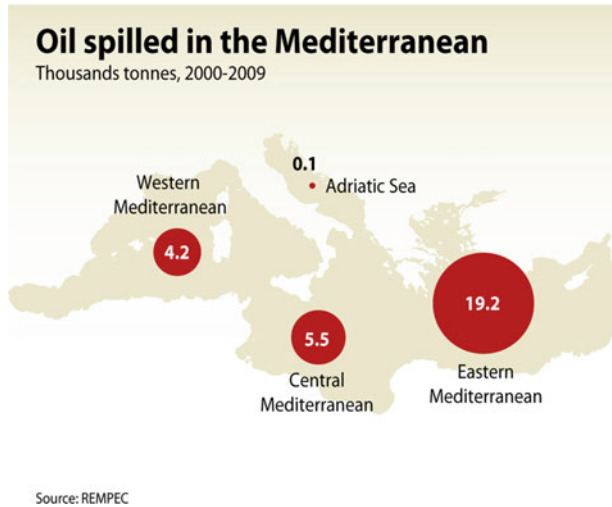 Oil spilled in the Mediterranean
Thousands tonnes, 2000-2009
0.1
Adriatic Sea
Western
Mediterranean
4.2
19.2
5.5
Eastern
Mediterranean
Central
Mediterranean
Source: REMPEC